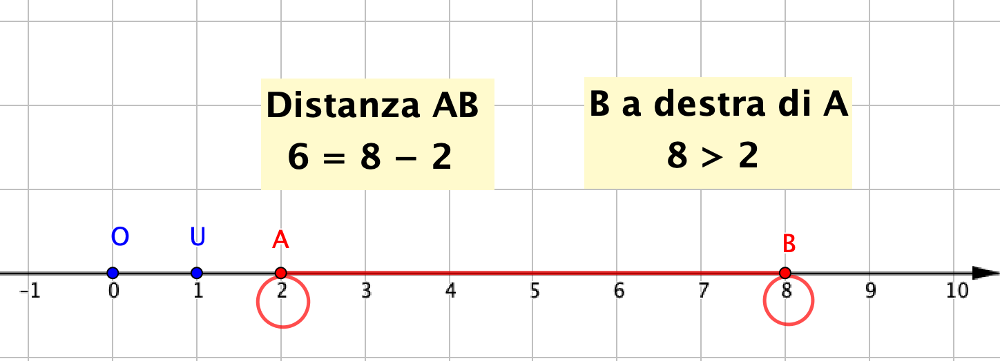 Distanza AB
6 = 8 − 2
B a destra di A
8 > 2
O U A B
−1 0 1 2 3 4 5 6 7 8 9 10